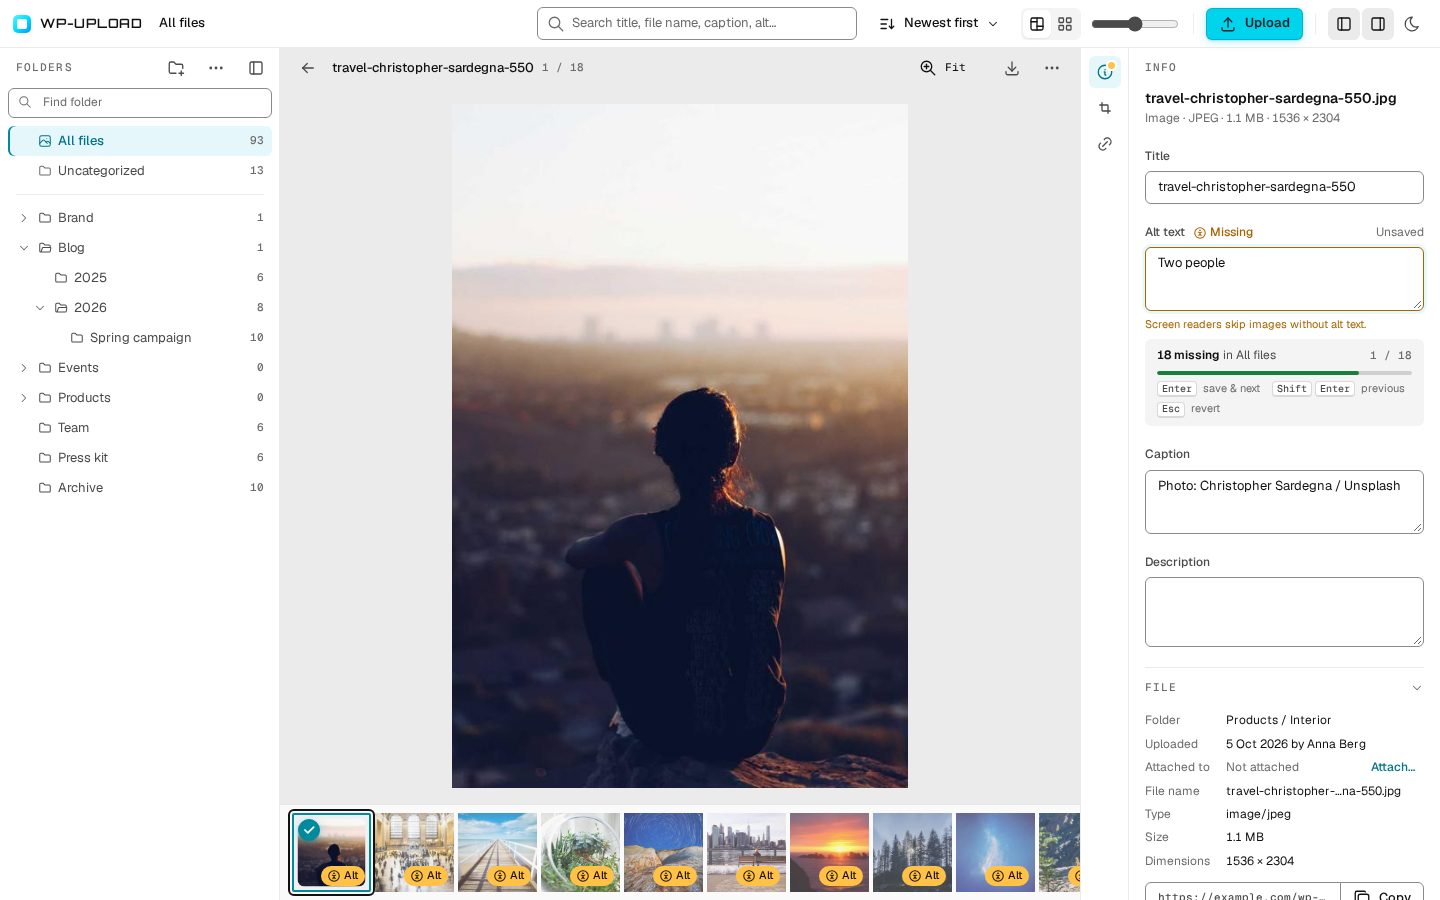 WP-UPLOAD All files
Search title, file name, caption, alt…
Newest first
Upload
FOLDERS
Find folder
All files 93
Uncategorized 13
Brand 1
Blog 1
2025 6
2026 8
Spring campaign 10
Events 0
Products 0
Team 6
Press kit 6
Archive 10
travel-christopher-sardegna-550 1 / 18
Fit
Alt
Alt
Alt
Alt
Alt
Alt
Alt
Alt
Alt
INFO
travel-christopher-sardegna-550.jpg
Image · JPEG · 1.1 MB · 1536 × 2304
Title
travel-christopher-sardegna-550
Alt text Missing Unsaved
Two people
Screen readers skip images without alt text.
18 missing in All files 1 / 18
Enter save & next Shift Enter previous
Esc revert
Caption
Photo: Christopher Sardegna / Unsplash
Description
FILE
Folder Products / Interior
Uploaded 5 Oct 2026 by Anna Berg
Attached to Not attached Attach…
File name travel-christopher-…na-550.jpg
Type image/jpeg
Size 1.1 MB
Dimensions 1536 × 2304
https://example.com/wp-… Copy